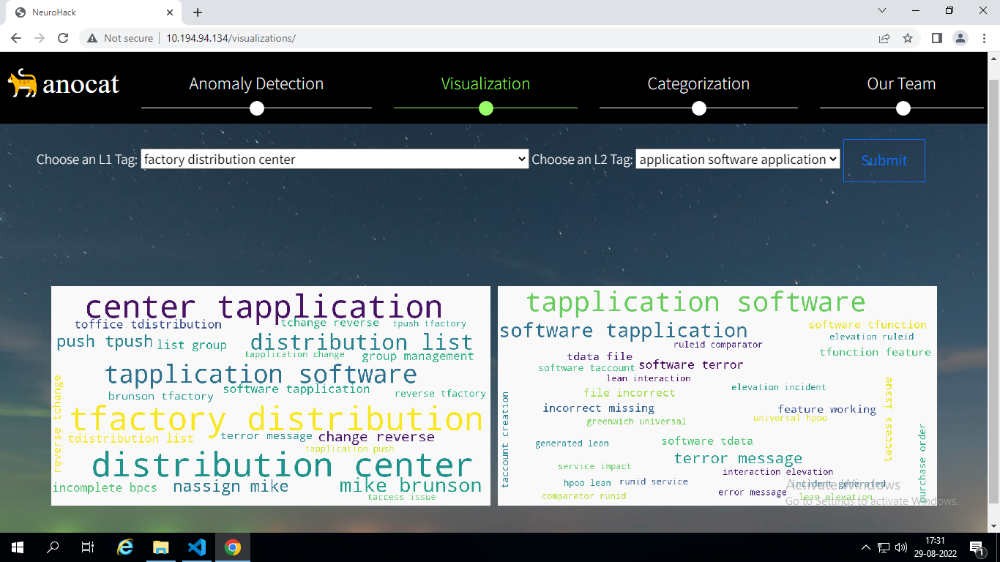 NeuroHack
Not secure 10.194.94.134/visualizations/
anocat Anomaly Detection Visualization Categorization Our Team
Choose an L1 Tag: factory distribution center Choose an L2 Tag: application software application Submit
center tapplication
toffice tdistribution tchange reverse tpush tfactory
push tpush list group distribution list
tapplication change group management
tapplication software
software tapplication
brunson tfactory reverse tfactory
reverse tchange
tfactory distribution
tdistribution list terror message change reverse
tapplication push
distribution center
incomplete bpcs nassign mike mike brunson
taccess issue
tapplication software
software tapplication software tfunction
ruleid comparator elevation ruleid
tdata file tfunction feature
software taccount software terror
lean interaction
file incorrect elevation incident
taccount creation
incorrect missing feature working
taccess issue
greenwich universal universal hpoo
generated lean software tdata
purchase order
service impact terror message
interaction elevation
hpoo lean runid service incident generated
comparator runid error message lean elevation
Activate Windows
Go to Settings to activate Windows.
17:31
29-08-2022
1